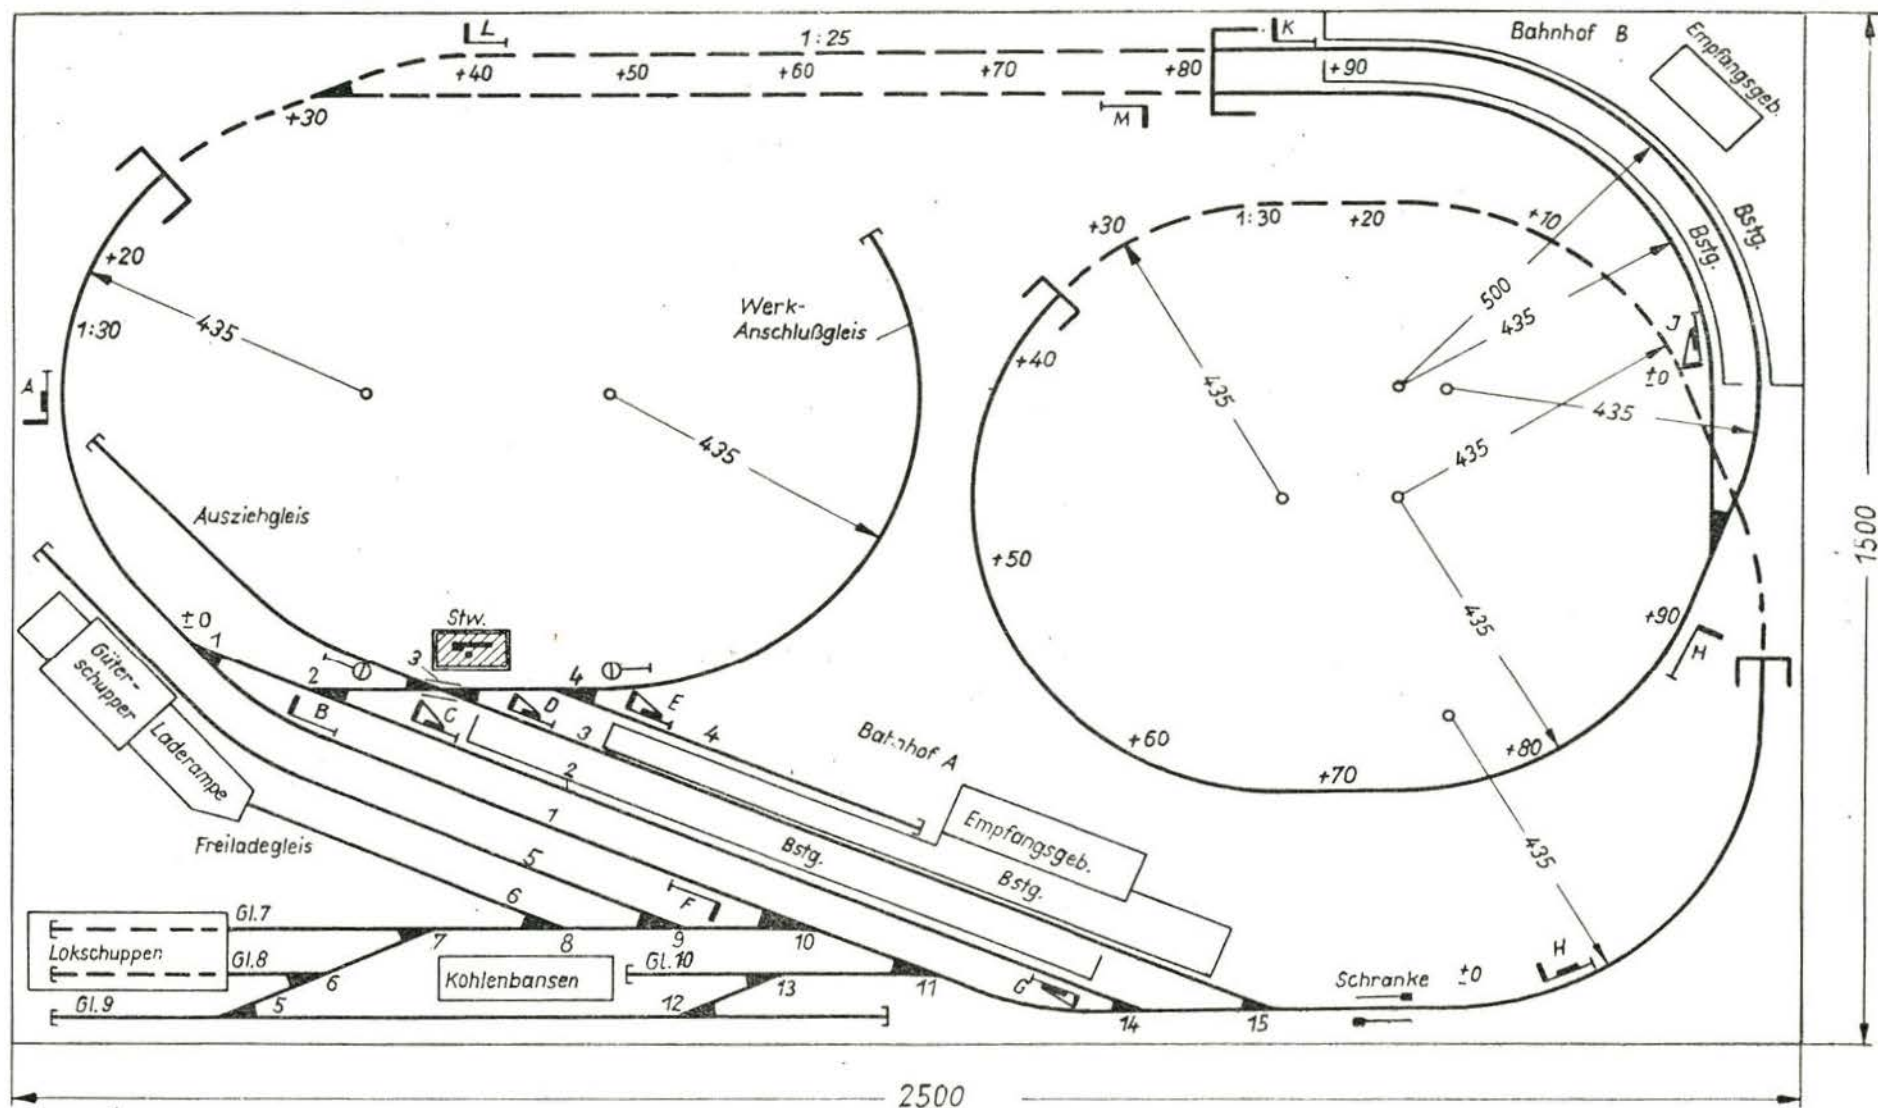 L
1:25
K
Bahnhof B
Empfangsgeb.
+40
+50
+60
+70
+80
+90
+30
M
+30
1:30
+20
+10
Bstg.
Bstg.
+20
435
1:30
Werk-
Anschlußgleis
500
435
J
±0
+40
A
435
435
435
435
Ausziehgleis
+50
1500
Stw.
+90
435
±0
1
2
3
4
M
Güter-
schupper
B
C
D
E
3
4
Bahnhof A
+60
+80
+70
2
Laderampe
1
Empfangsgeb.
435
Freiladegleis
5
Bstg.
Bstg.
6
F
Gl.7
Lokschuppen
7
8
9
10
Gl.8
Gl.10
Kohlenbansen
6
13
11
G
Schranke
±0
H
Gl.9
5
12
14
15
2500